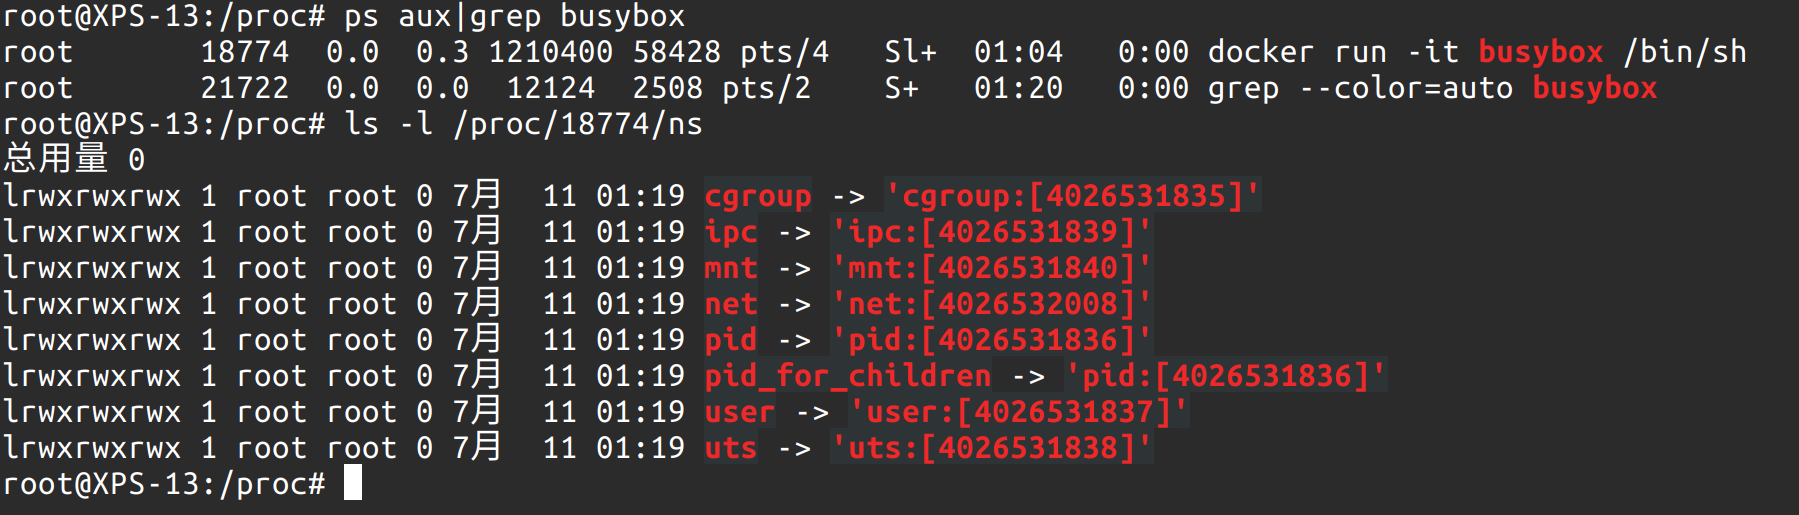 root@XPS-13:/proc# ps aux|grep busybox
root       18774  0.0  0.3 1210400 58428 pts/4   Sl+  01:04   0:00 docker run -it busybox /bin/sh
root       21722  0.0  0.0  12124  2508 pts/2    S+   01:20   0:00 grep --color=auto busybox
root@XPS-13:/proc# ls -l /proc/18774/ns
总用量 0
lrwxrwxrwx 1 root root 0 7月  11 01:19 cgroup -> 'cgroup:[4026531835]'
lrwxrwxrwx 1 root root 0 7月  11 01:19 ipc -> 'ipc:[4026531839]'
lrwxrwxrwx 1 root root 0 7月  11 01:19 mnt -> 'mnt:[4026531840]'
lrwxrwxrwx 1 root root 0 7月  11 01:19 net -> 'net:[4026532008]'
lrwxrwxrwx 1 root root 0 7月  11 01:19 pid -> 'pid:[4026531836]'
lrwxrwxrwx 1 root root 0 7月  11 01:19 pid_for_children -> 'pid:[4026531836]'
lrwxrwxrwx 1 root root 0 7月  11 01:19 user -> 'user:[4026531837]'
lrwxrwxrwx 1 root root 0 7月  11 01:19 uts -> 'uts:[4026531838]'
root@XPS-13:/proc#